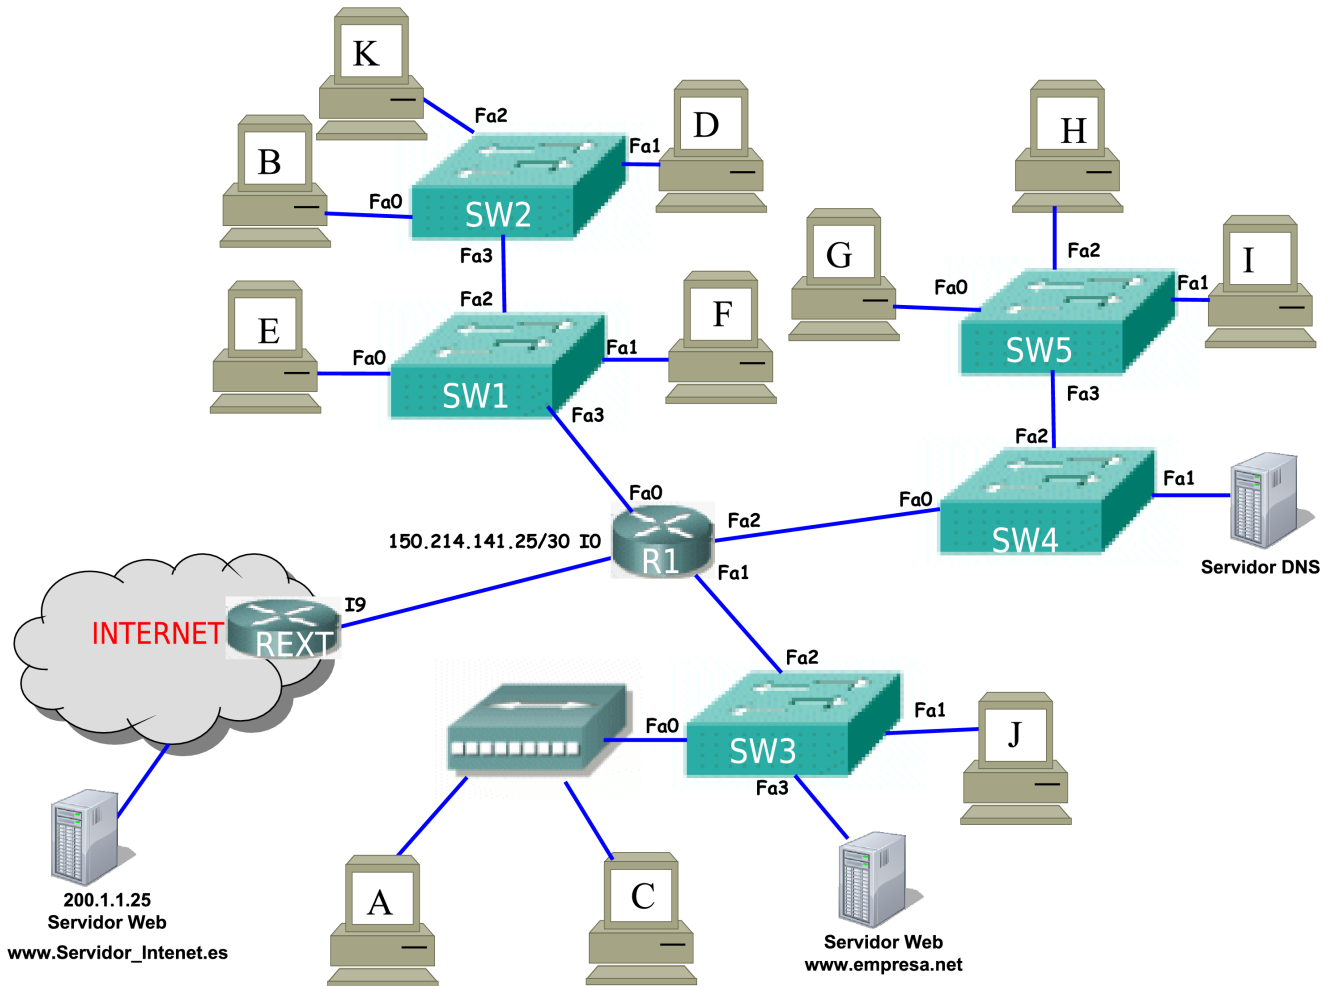 K
Fa2
D
Fa1
B
Fa0
SW2
Fa3
H
Fa2
G
Fa0
I
Fa1
SW5
Fa3
Fa2
E
Fa0
F
Fa1
SW1
Fa3
Fa2
Fa1
Fa0
SW4
Servidor DNS
Fa0
Fa2
150.214.141.25/30 I0
R1
Fa1
I9
INTERNET
REXT
Fa2
Fa0
Fa1
SW3
J
Fa3
A
C
200.1.1.25
Servidor Web
www.Servidor_Intenet.es
Servidor Web
www.empresa.net